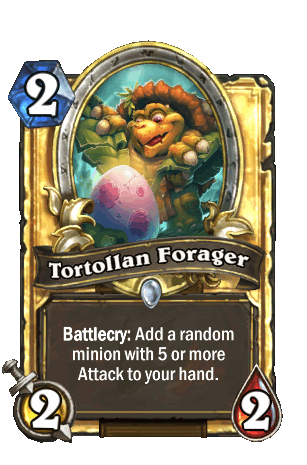 2
Tortollan Forager
Battlecry: Add a random
minion with 5 or more
Attack to your hand.
2
2